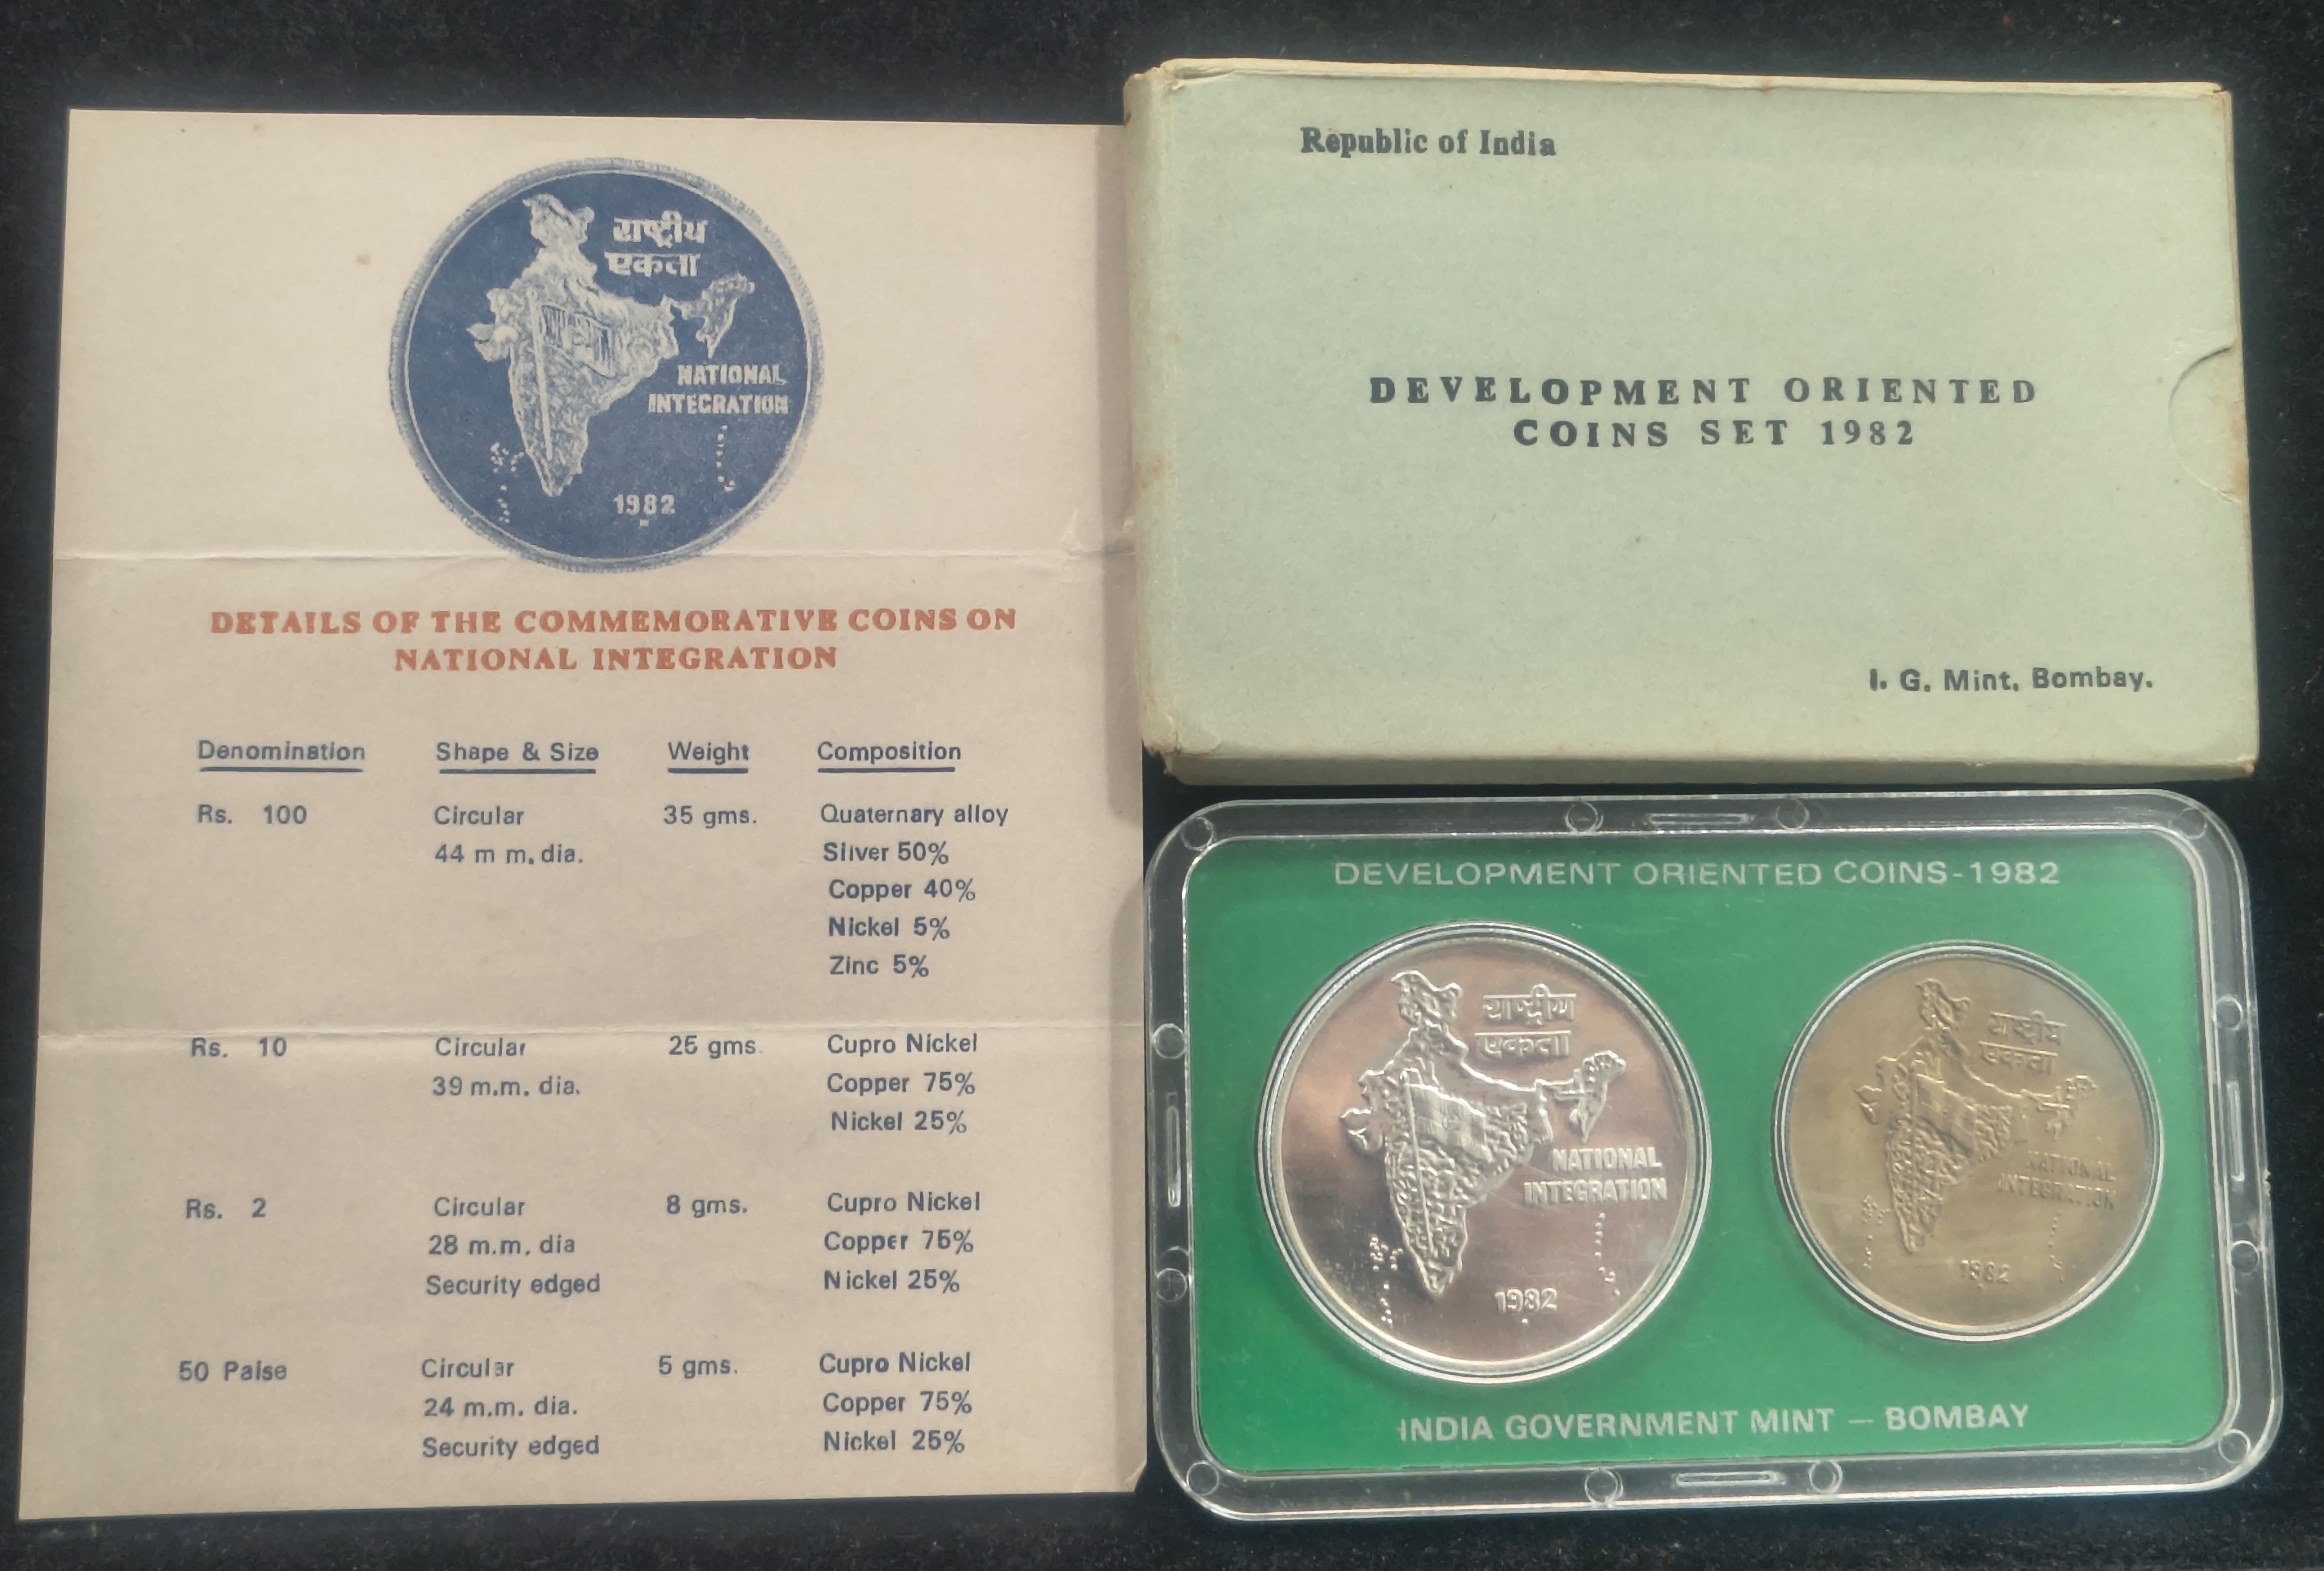 राष्ट्रीय
एकता
NATIONAL
INTEGRATION
1982
DETAILS OF THE COMMEMORATIVE COINS ON
NATIONAL INTEGRATION
Denomination Shape & Size Weight Composition
Rs. 100 Circular 35 gms. Quaternary alloy
44 m m. dia. Silver 50%
Copper 40%
Nickel 5%
Zinc 5%
Rs. 10 Circular 25 gms. Cupro Nickel
39 m.m. dia. Copper 75%
Nickel 25%
Rs. 2 Circular 8 gms. Cupro Nickel
28 m.m. dia Copper 75%
Security edged Nickel 25%
50 Paise Circular 5 gms. Cupro Nickel
24 m.m. dia. Copper 75%
Security edged Nickel 25%
Republic of India
DEVELOPMENT ORIENTED
COINS SET 1982
I. G. Mint, Bombay.
DEVELOPMENT ORIENTED COINS-1982
राष्ट्रीय
एकता
NATIONAL
INTEGRATION
1982
राष्ट्रीय
एकता
NATIONAL
INTEGRATION
1982
INDIA GOVERNMENT MINT – BOMBAY